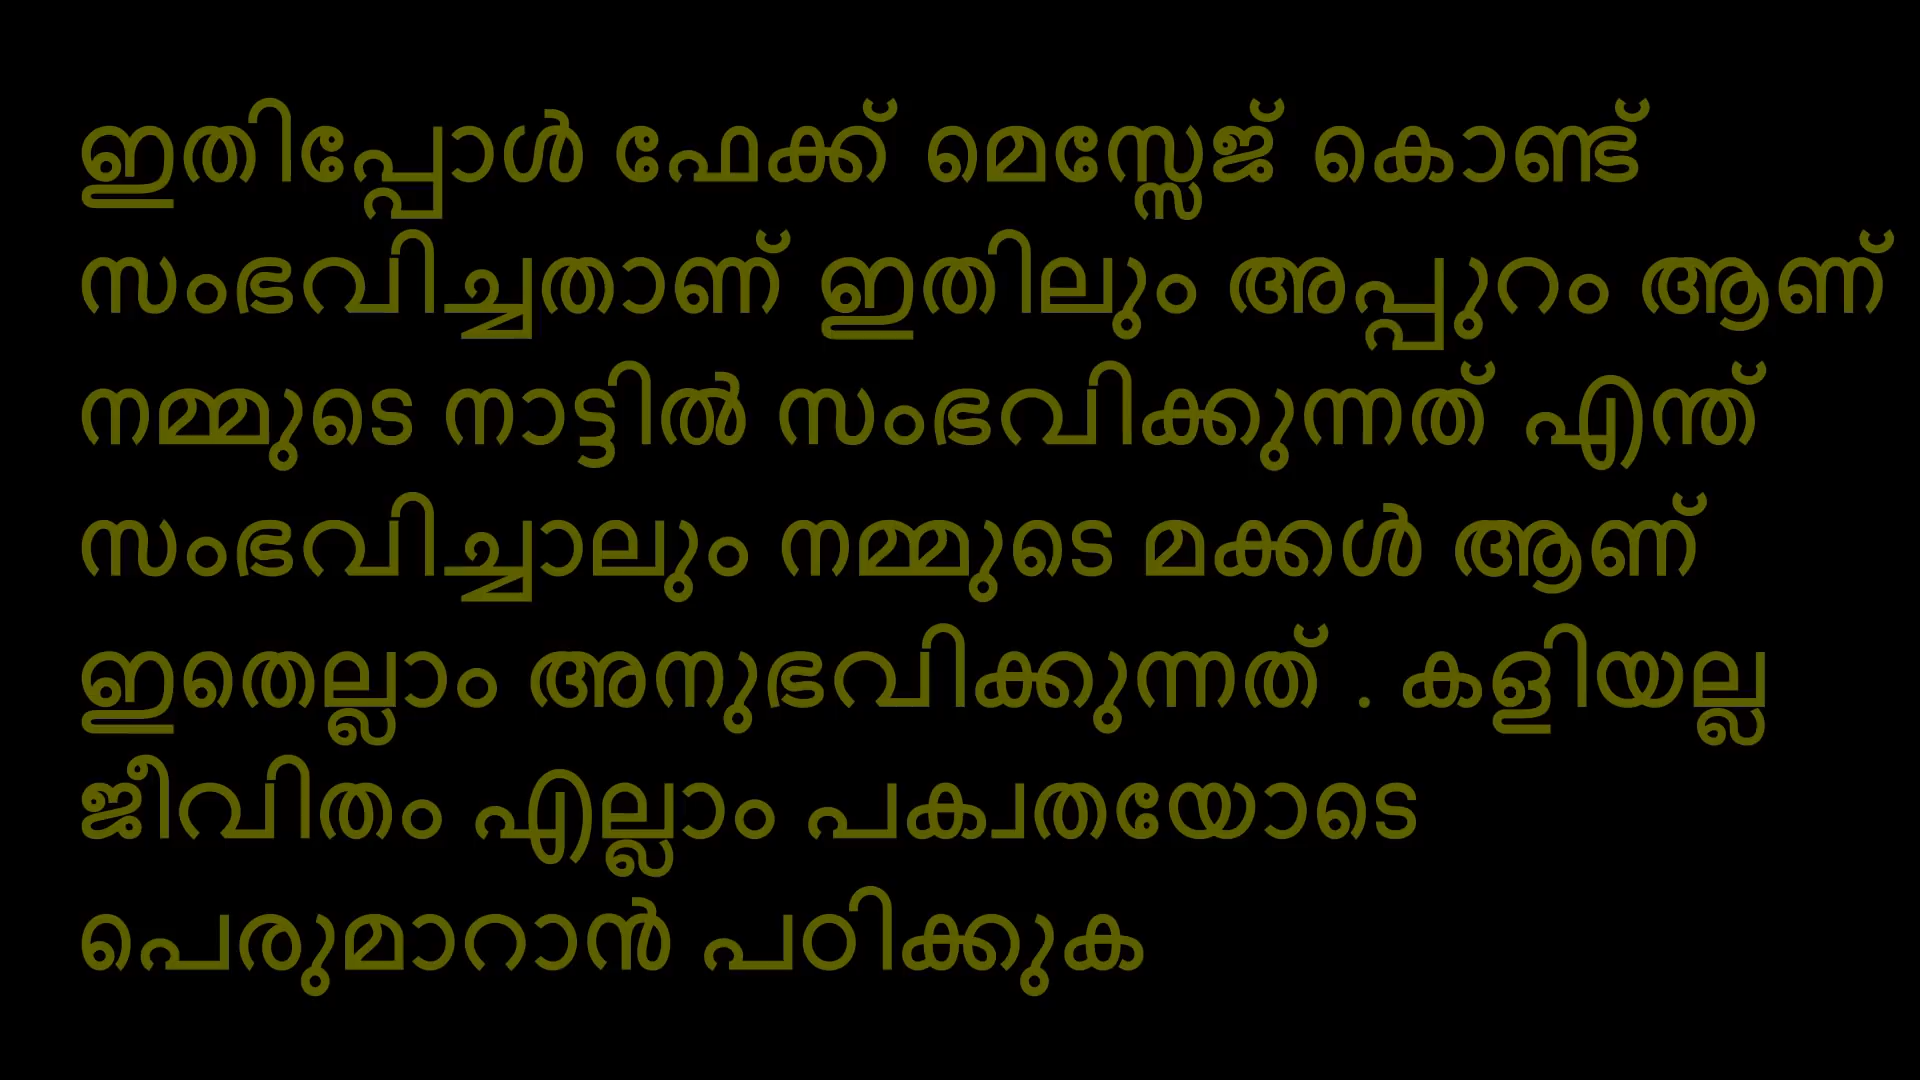 ഇതിപ്പോൾ ഫേക്ക് മെസ്സേജ് കൊണ്ട്
സംഭവിച്ചതാണ് ഇതിലും അപ്പുറം ആണ്
നമ്മുടെ നാട്ടിൽ സംഭവിക്കുന്നത് എന്ത്
സംഭവിച്ചാലും നമ്മുടെ മക്കൾ ആണ്
ഇതെല്ലാം അനുഭവിക്കുന്നത് . കളിയല്ല
ജീവിതം എല്ലാം പക്വതയോടെ
പെരുമാറാൻ പഠിക്കുക